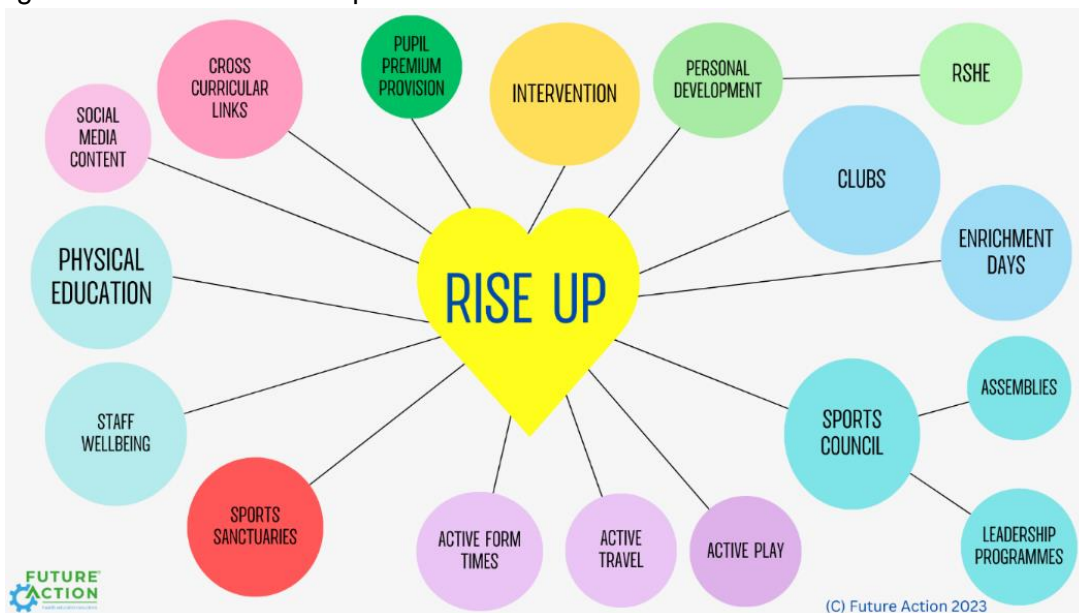 PUPIL
PREMIUM
PROVISION
CROSS
CURRICULAR
LINKS
INTERVENTION
PERSONAL
DEVELOPMENT
RSHE
SOCIAL
MEDIA
CONTENT
CLUBS
ENRICHMENT
DAYS
PHYSICAL
EDUCATION
RISE UP
STAFF
WELLBEING
SPORTS
COUNCIL
ASSEMBLIES
SPORTS
SANCTUARIES
ACTIVE FORM
TIMES
ACTIVE
TRAVEL
ACTIVE PLAY
LEADERSHIP
PROGRAMMES
FUTURE
ACTION
(C) Future Action 2023